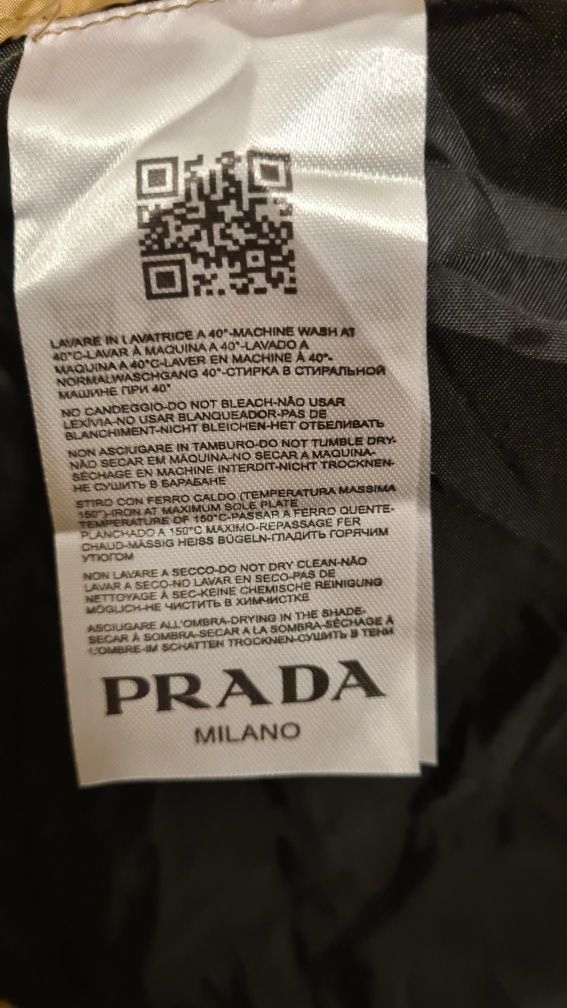 LAVARE IN LAVATRICE A 40°-MACHINE WASH AT
40°C-LAVAR À MAQUINA A 40°-LAVADO A
MAQUINA A 40°C-LAVER EN MACHINE À 40°-
NORMALWASCHGANG 40°-СТИРКА В СТИРАЛЬНОЙ
МАШИНЕ ПРИ 40°
NO CANDEGGIO-DO NOT BLEACH-NÃO USAR
LEXÍVIA-NO USAR BLANQUEADOR-PAS DE
BLANCHIMENT-NICHT BLEICHEN-НЕТ ОТБЕЛИВАТЬ
NON ASCIUGARE IN TAMBURO-DO NOT TUMBLE DRY-
NÃO SECAR EM MÁQUINA-NO SECAR A MAQUINA-
SÉCHAGE EN MACHINE INTERDIT-NICHT TROCKNEN-
НЕ СУШИТЬ В БАРАБАНЕ
STIRO CON FERRO CALDO (TEMPERATURA MASSIMA
150°)-IRON AT MAXIMUM SOLE PLATE
TEMPERATURE OF 150°C-PASSAR A FERRO QUENTE-
PLANCHADO A 150°C MAXIMO-REPASSAGE FER
CHAUD-MÄSSIG HEISS BÜGELN-ГЛАДИТЬ ГОРЯЧИМ
УТЮГОМ
NON LAVARE A SECCO-DO NOT DRY CLEAN-NÃO
LAVAR A SECO-NO LAVAR EN SECO-PAS DE
NETTOYAGE À SEC-KEINE CHEMISCHE REINIGUNG
MÖGLICH-НЕ ЧИСТИТЬ В ХИМЧИСТКЕ
ASCIUGARE ALL'OMBRA-DRYING IN THE SHADE-
SECAR À SOMBRA-SECAR A LA SOMBRA-SÉCHAGE À
L'OMBRE-IM SCHATTEN TROCKNEN-СУШИТЬ В ТЕНИ
PRADA
MILANO